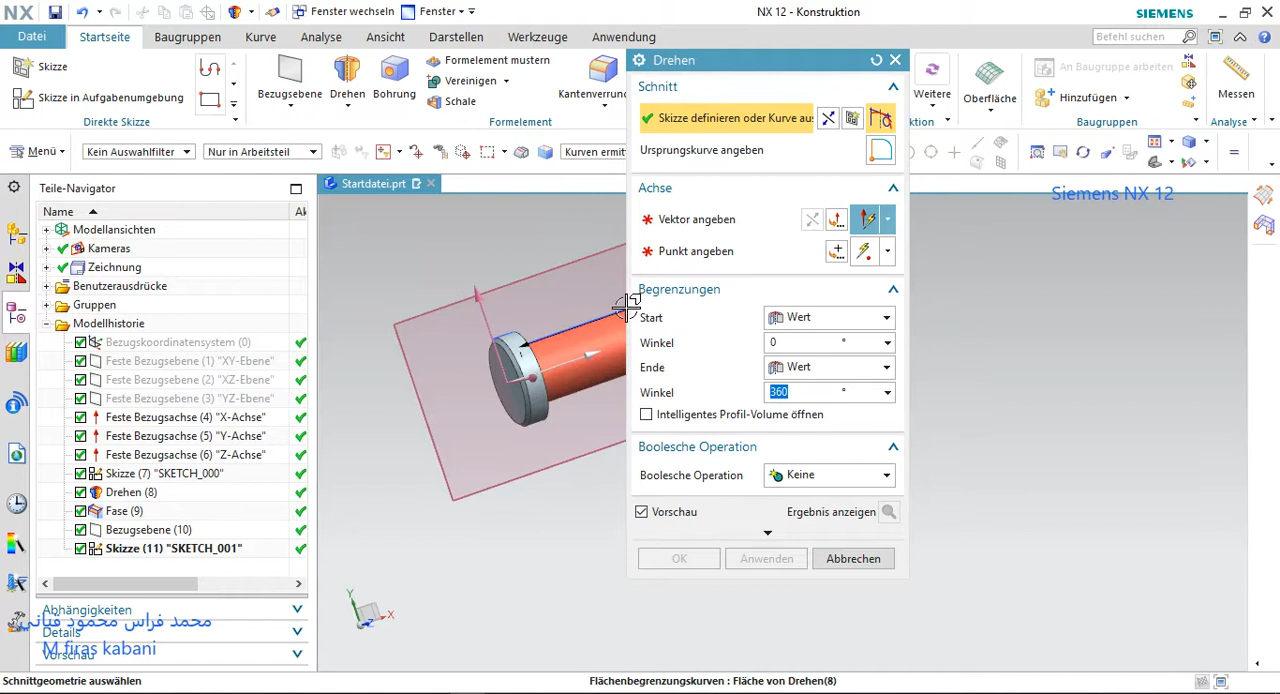 NX
Fenster wechseln
Fenster
NX 12 - Konstruktion
SIEMENS
Datei
Startseite
Baugruppen
Kurve
Analyse
Ansicht
Darstellen
Werkzeuge
Anwendung
Befehl suchen
Skizze
Skizze in Aufgabenumgebung
Direkte Skizze
Bezugsebene
Drehen
Bohrung
Formelement mustern
Vereinigen
Schale
Kantenverrun
Formelement
Weitere
Oberfläche
An Baugruppe arbeiten
Hinzufügen
Baugruppen
Messen
Analyse
Menü
Kein Auswahlfilter
Nur in Arbeitsteil
Kurven ermit
Teile-Navigator
Name
Ak
Modellansichten
Kameras
Zeichnung
Benutzerausdrücke
Gruppen
Modellhistorie
Bezugskoordinatensystem (0)
Feste Bezugsebene (1) "XY-Ebene"
Feste Bezugsebene (2) "XZ-Ebene"
Feste Bezugsebene (3) "YZ-Ebene"
Feste Bezugsachse (4) "X-Achse"
Feste Bezugsachse (5) "Y-Achse"
Feste Bezugsachse (6) "Z-Achse"
Skizze (7) "SKETCH_000"
Drehen (8)
Fase (9)
Bezugsebene (10)
Skizze (11) "SKETCH_001"
Abhängigkeiten
محمد فراس محمود قباني
Details
M firas kabani
Vorschau
Startdatei.prt
Siemens NX 12
Y
X
Z
Drehen
Schnitt
Skizze definieren oder Kurve aus
Ursprungskurve angeben
Achse
* Vektor angeben
* Punkt angeben
Begrenzungen
Start
Wert
Winkel
0 °
Ende
Wert
Winkel
360 °
Intelligentes Profil-Volume öffnen
Boolesche Operation
Boolesche Operation
Keine
Vorschau
Ergebnis anzeigen
OK
Anwenden
Abbrechen
Schnittgeometrie auswählen
Flächenbegrenzungskurven : Fläche von Drehen(8)